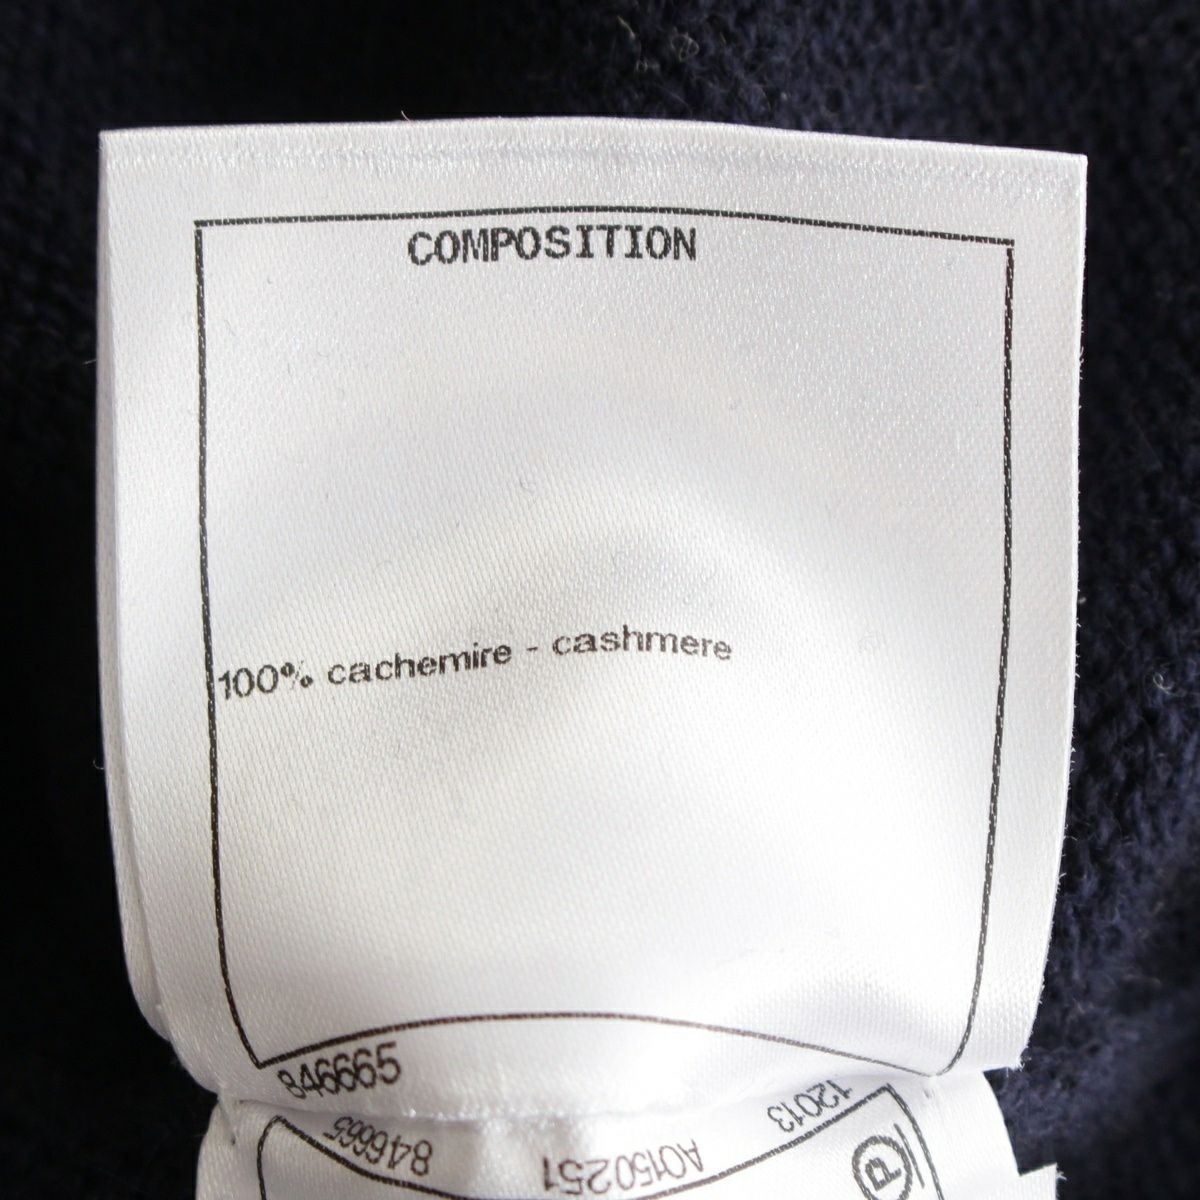 COMPOSITION
100% cachemire - cashmere
846665
846665 A0150251 12013
P